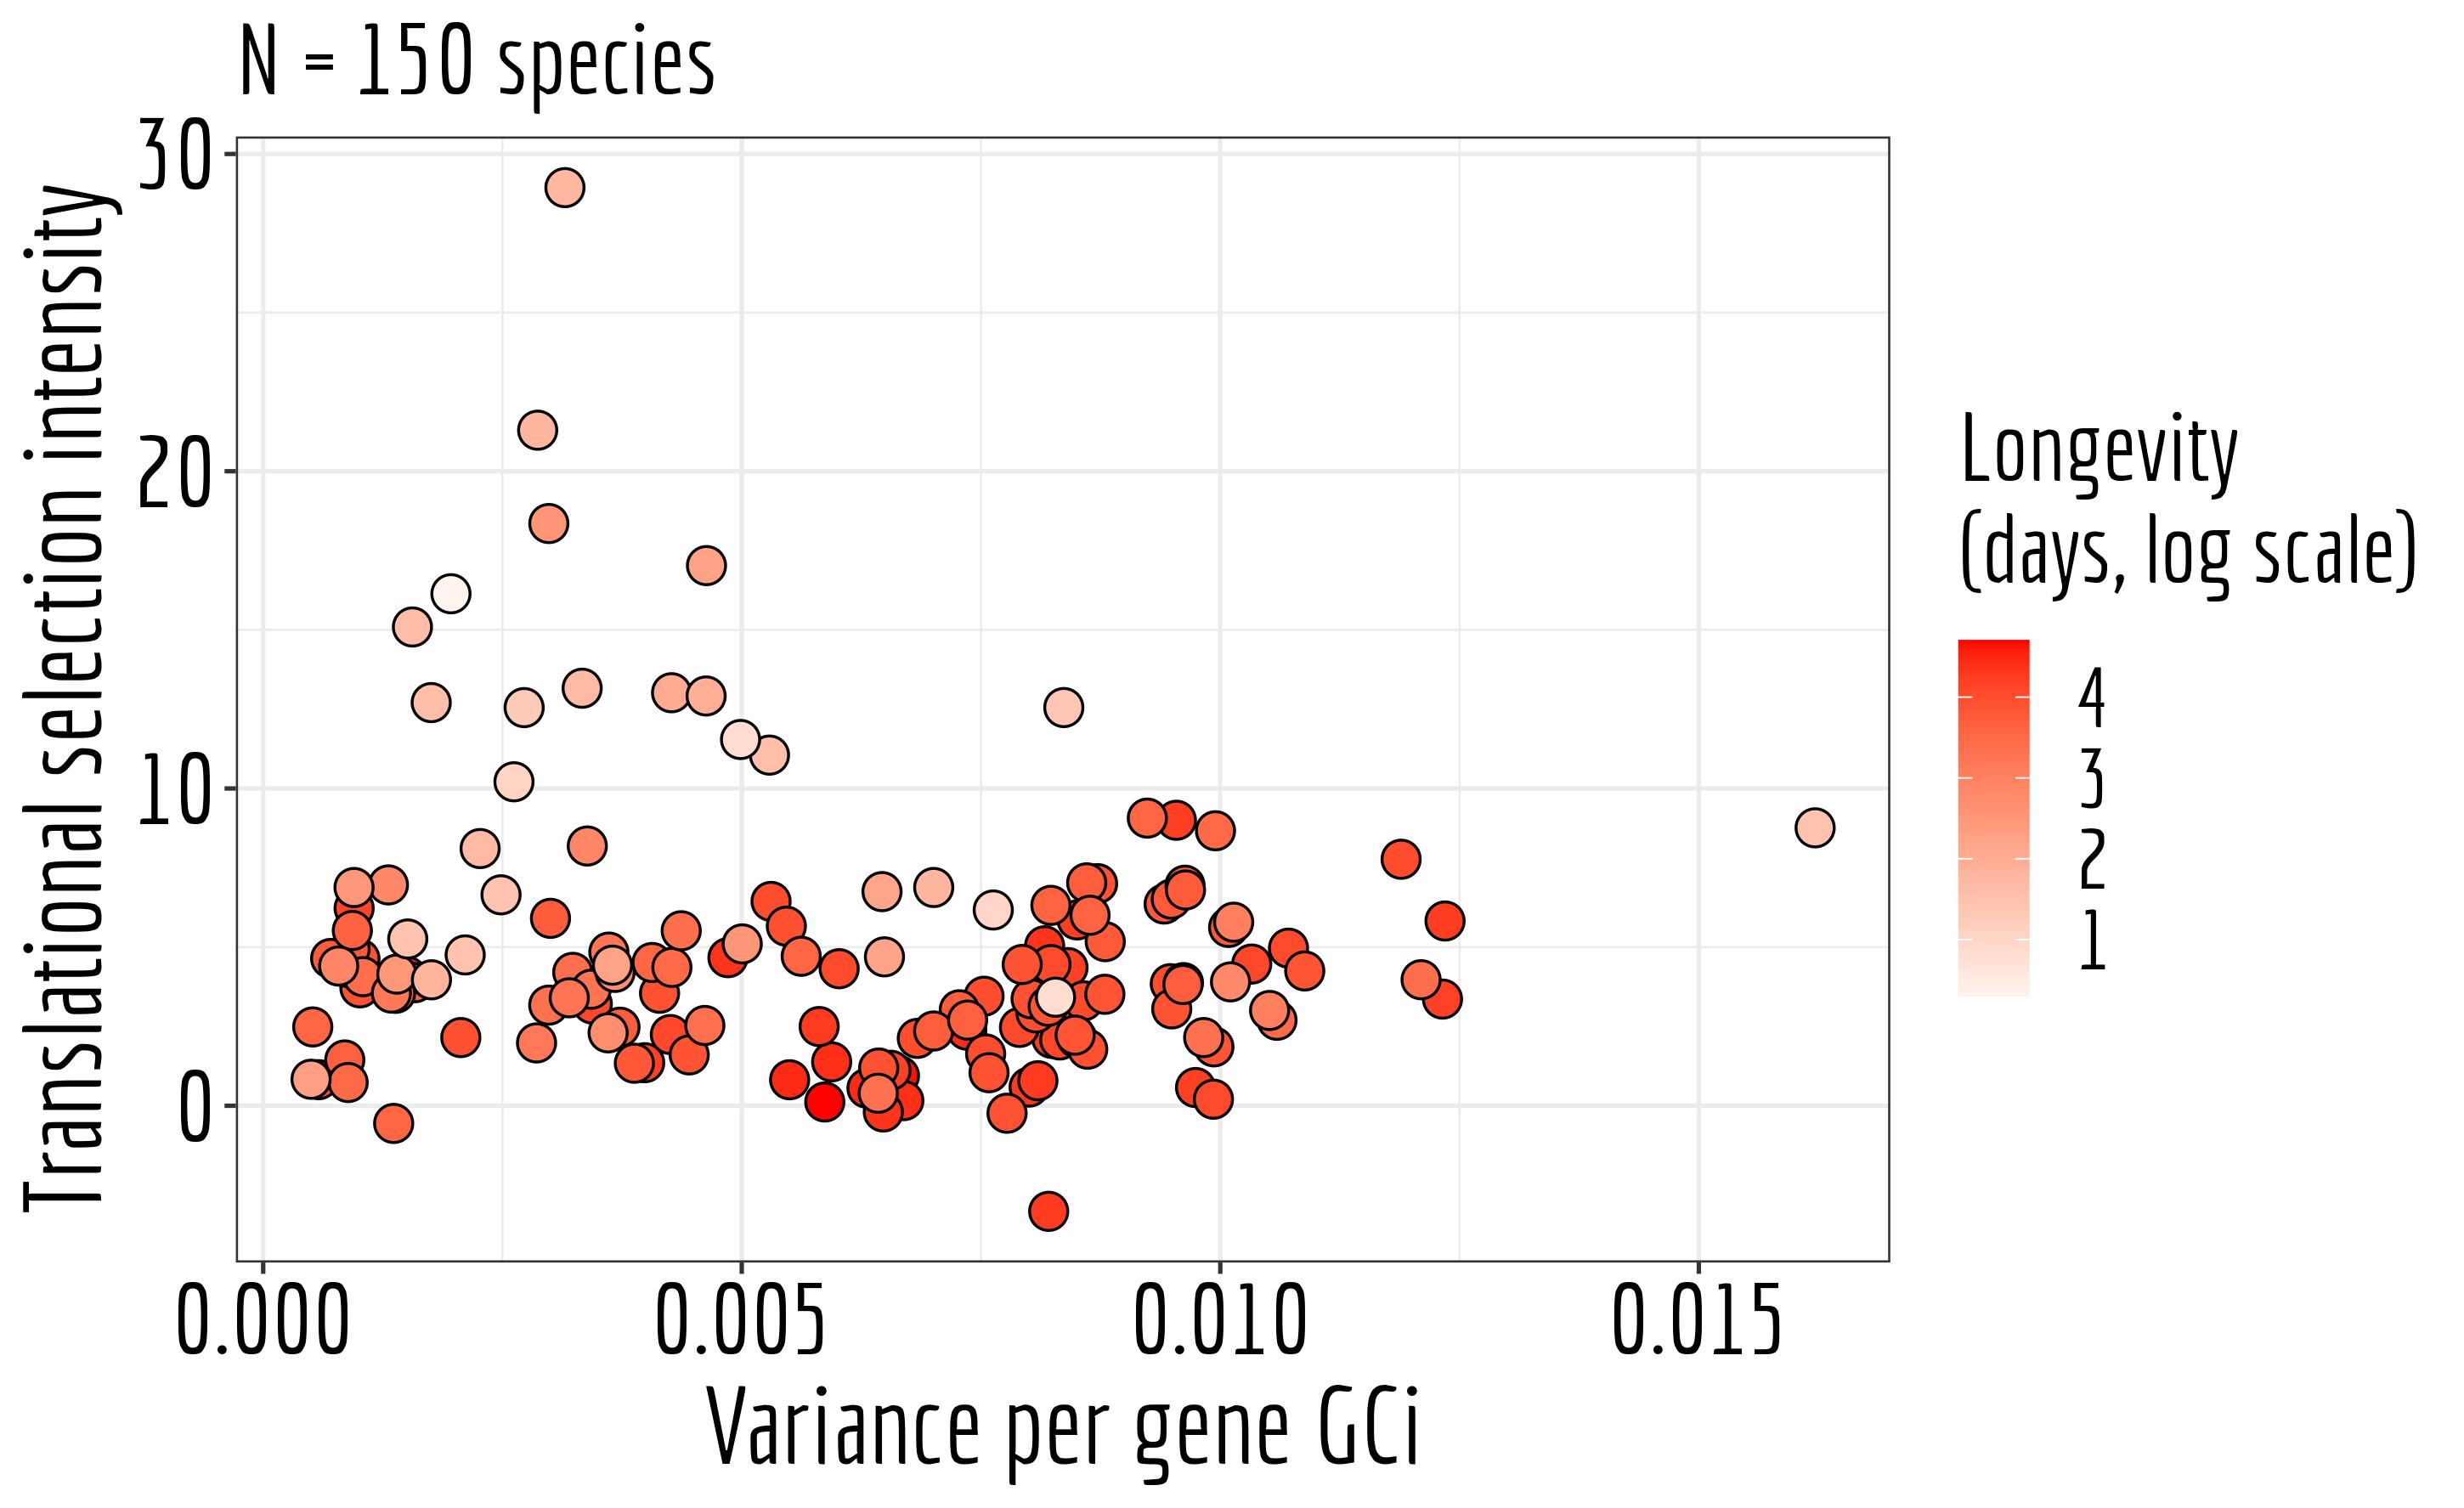 N = 150 species
Translational selection intensity
30
20
10
0
0.000 0.005 0.010 0.015
Variance per gene GCi
Longevity
(days, log scale)
4
3
2
1